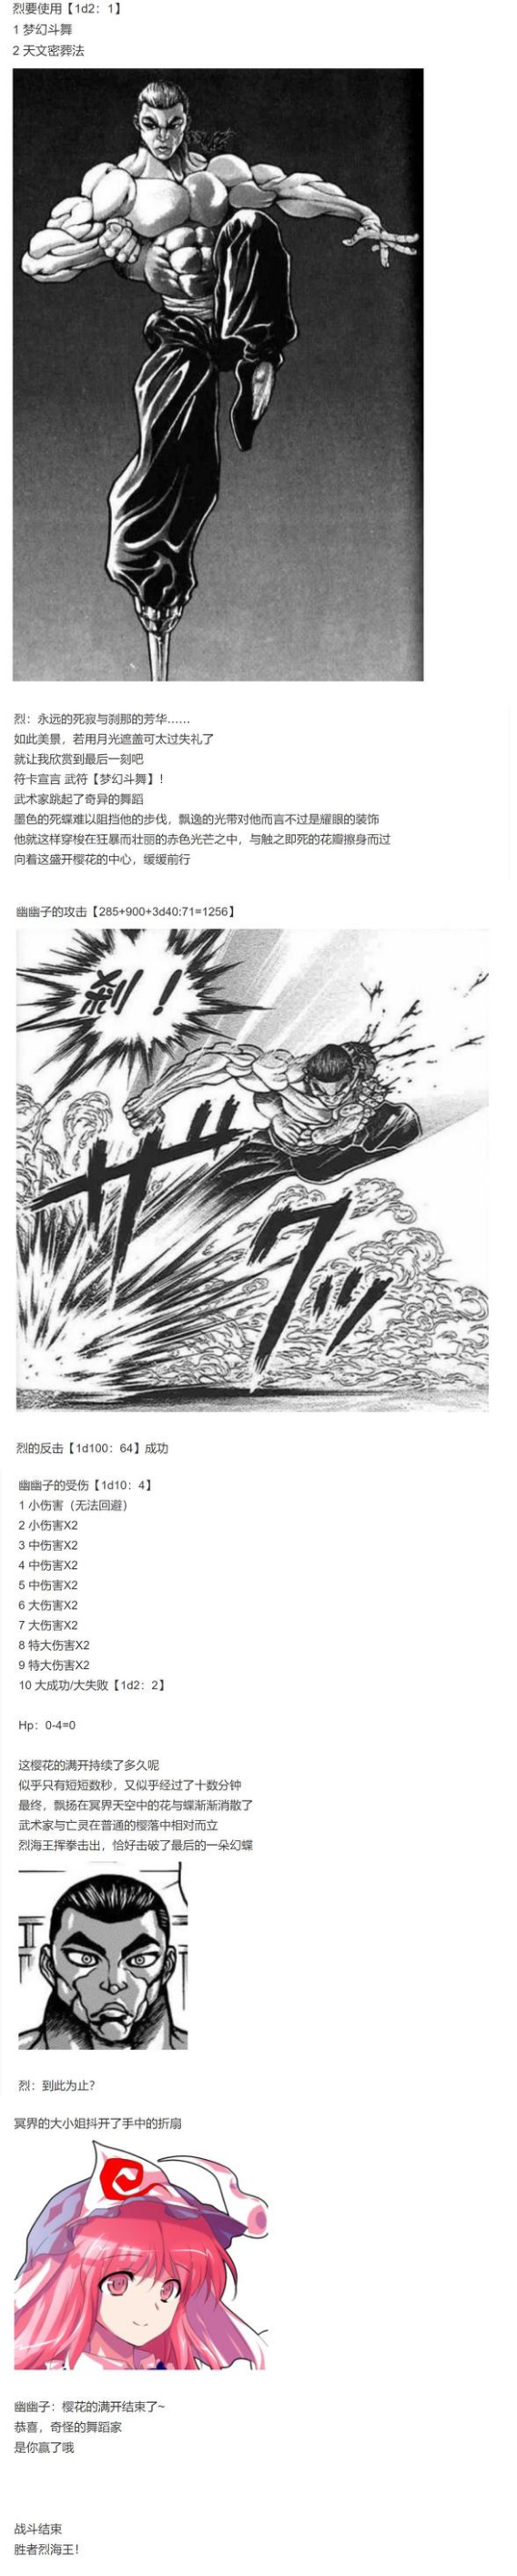 烈要使用【1d2：1】
1 梦幻斗舞
2 天文密葬法
烈：永远的死寂与刹那的芳华……
如此美景，若用月光遮盖可太过失礼了
就让我欣赏到最后一刻吧
符卡宣言 武符【梦幻斗舞】！
武术家跳起了奇异的舞蹈
墨色的死蝶难以阻挡他的步伐，飘逸的光带对他而言不过是耀眼的装饰
他就这样穿梭在狂暴而壮丽的赤色光芒之中，与触之即死的花瓣擦身而过
向着这盛开樱花的中心，缓缓前行
幽幽子的攻击【285+900+3d40:71=1256】
刹！
ザ
グッ
烈的反击【1d100：64】成功
幽幽子的受伤【1d10：4】
1 小伤害（无法回避）
2 小伤害X2
3 中伤害X2
4 中伤害X2
5 中伤害X2
6 大伤害X2
7 大伤害X2
8 特大伤害X2
9 特大伤害X2
10 大成功/大失败【1d2：2】
Hp：0-4=0
这樱花的满开持续了多久呢
似乎只有短短数秒，又似乎经过了十数分钟
最终，飘扬在冥界天空中的花与蝶渐渐消散了
武术家与亡灵在普通的樱落中相对而立
烈海王挥拳击出，恰好击破了最后的一朵幻蝶
烈：到此为止？
冥界的大小姐抖开了手中的折扇
幽幽子：樱花的满开结束了~
恭喜，奇怪的舞蹈家
是你赢了哦
战斗结束
胜者烈海王！